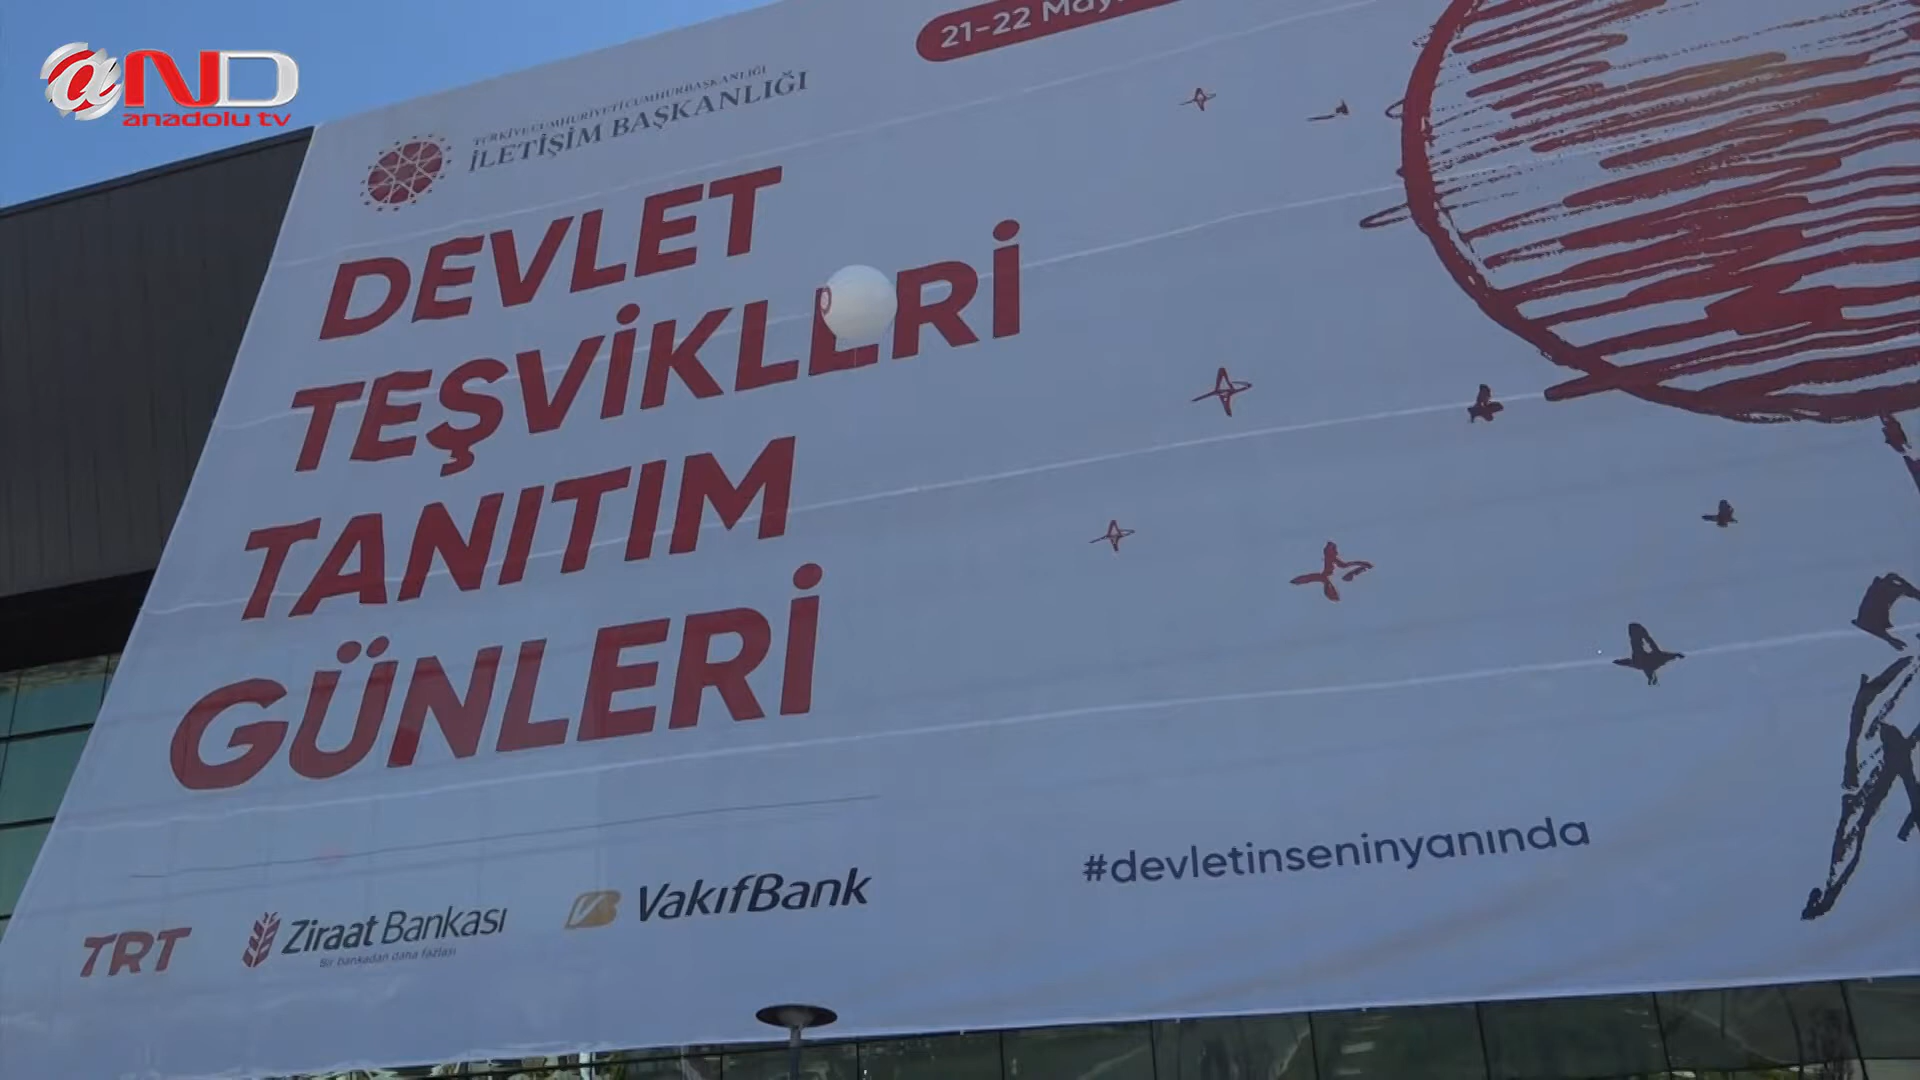 @ND
anadolu tv
21-22 May
TÜRKİYE CUMHURİYETİ CUMHURBAŞKANLIĞI
İLETİŞİM BAŞKANLIĞI
DEVLET
TEŞVİKLERİ
TANITIM
GÜNLERİ
#devletinseninyanında
TRT
Ziraat Bankası
Bir bankadan daha fazlası
VakıfBank